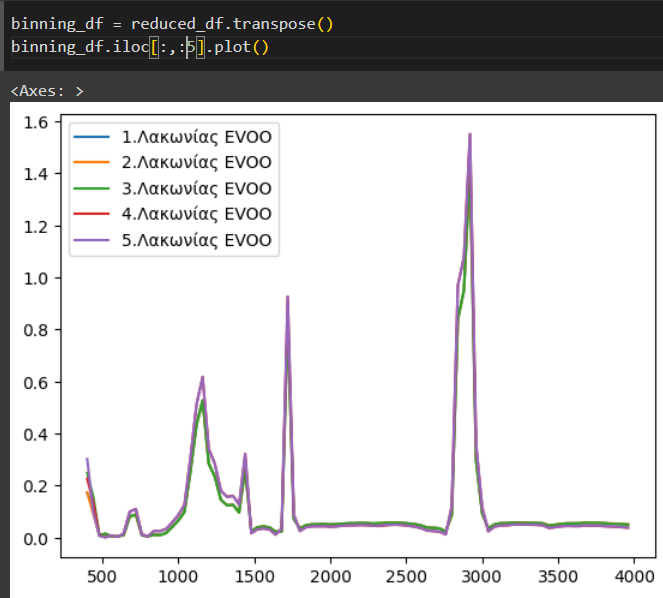 binning_df = reduced_df.transpose()
binning_df.iloc[:,:5].plot()
<Axes: >
1.6
1.4
1.2
1.0
0.8
0.6
0.4
0.2
0.0
1.Λακωνίας EVOO
2.Λακωνίας EVOO
3.Λακωνίας EVOO
4.Λακωνίας EVOO
5.Λακωνίας EVOO
500 1000 1500 2000 2500 3000 3500 4000